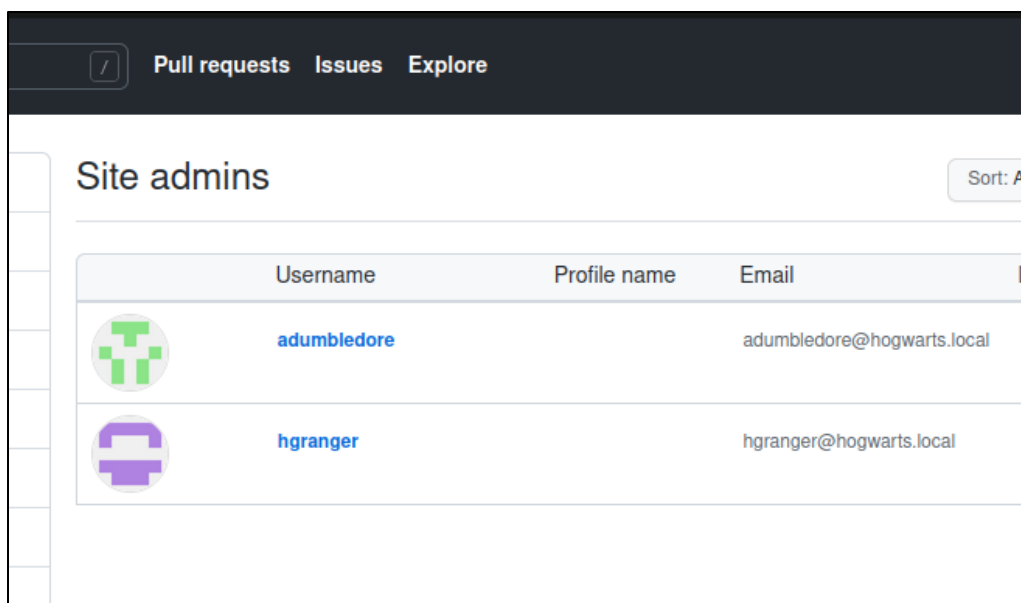 / Pull requests Issues Explore
Site admins
Sort: A
Username Profile name Email
adumbledore adumbledore@hogwarts.local
hgranger hgranger@hogwarts.local